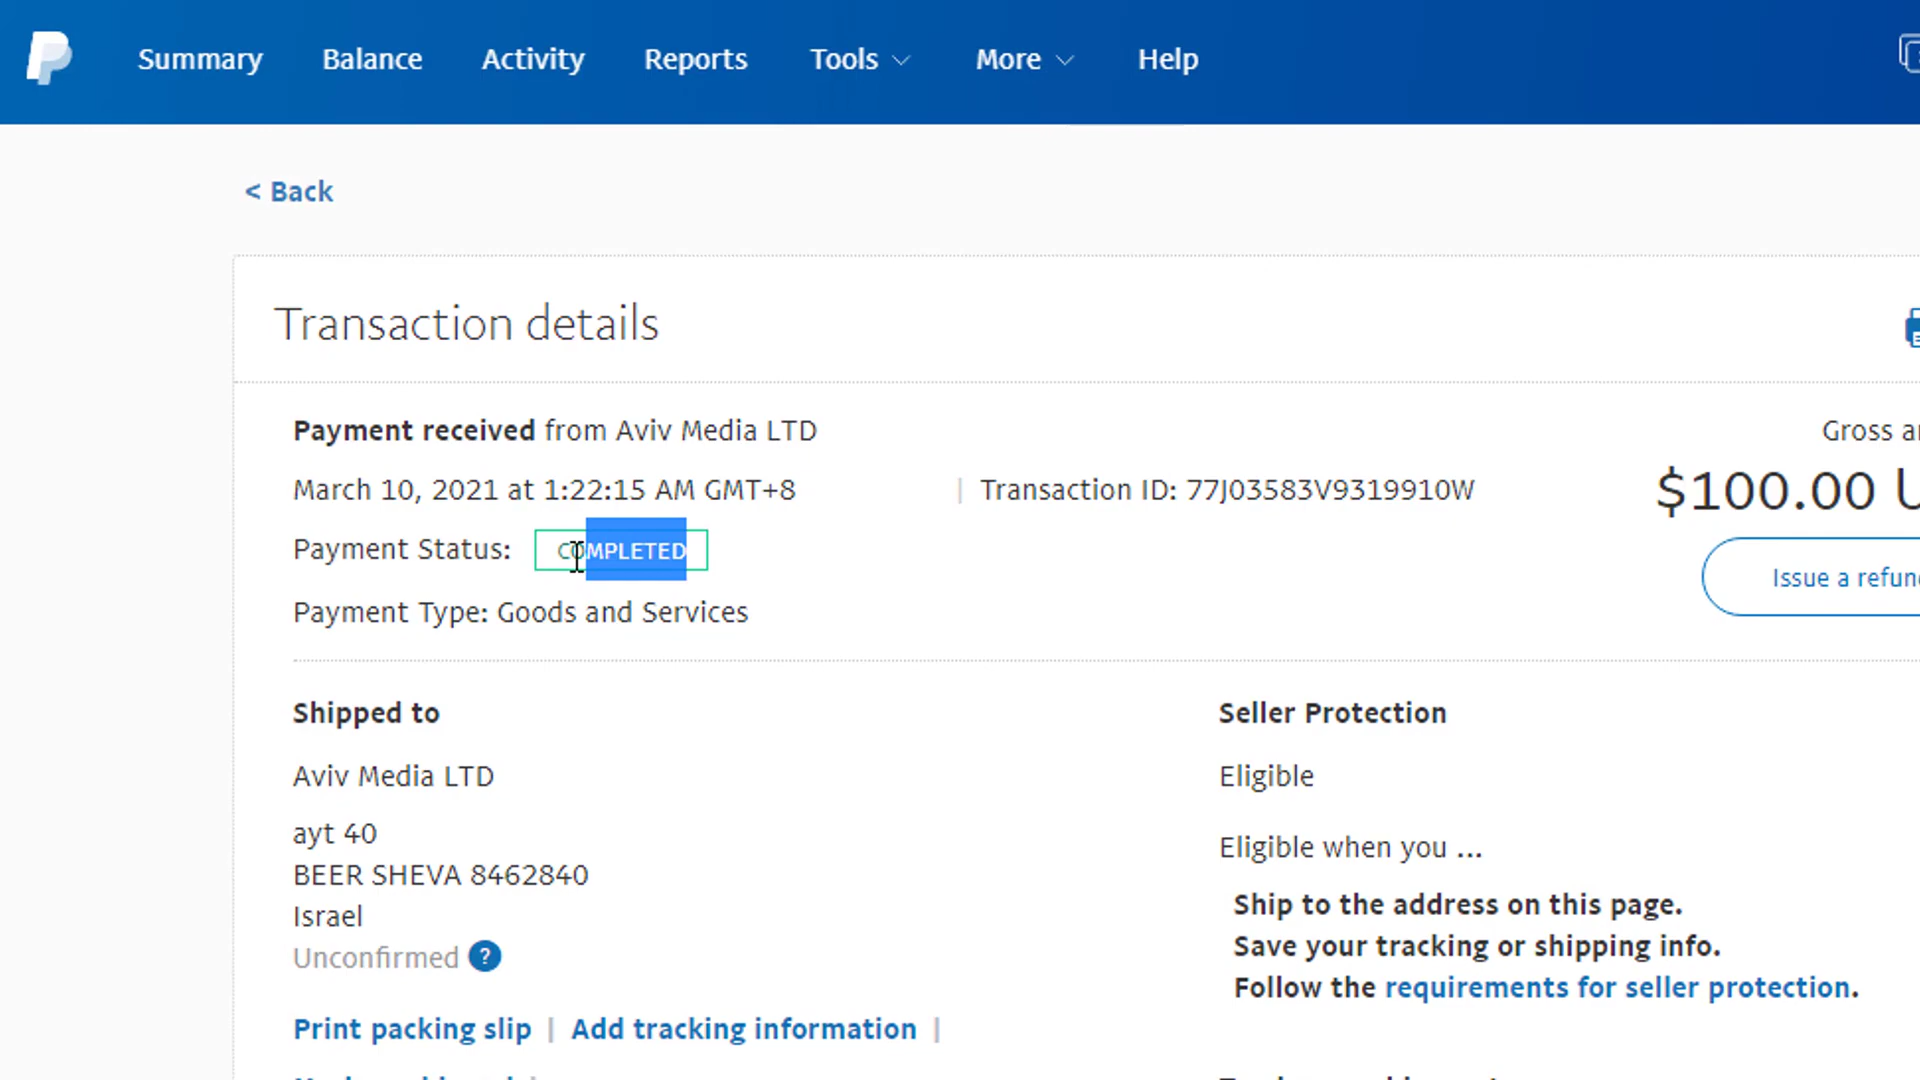 Summary Balance Activity Reports Tools More Help
< Back
Transaction details
Payment received from Aviv Media LTD
Gross
March 10, 2021 at 1:22:15 AM GMT+8 | Transaction ID: 77J03583V9319910W
$100.00 U
Payment Status: COMPLETED
Issue a refun
Payment Type: Goods and Services
Shipped to
Aviv Media LTD
ayt 40
BEER SHEVA 8462840
Israel
Unconfirmed ?
Print packing slip | Add tracking information |
Seller Protection
Eligible
Eligible when you ...
Ship to the address on this page.
Save your tracking or shipping info.
Follow the requirements for seller protection.